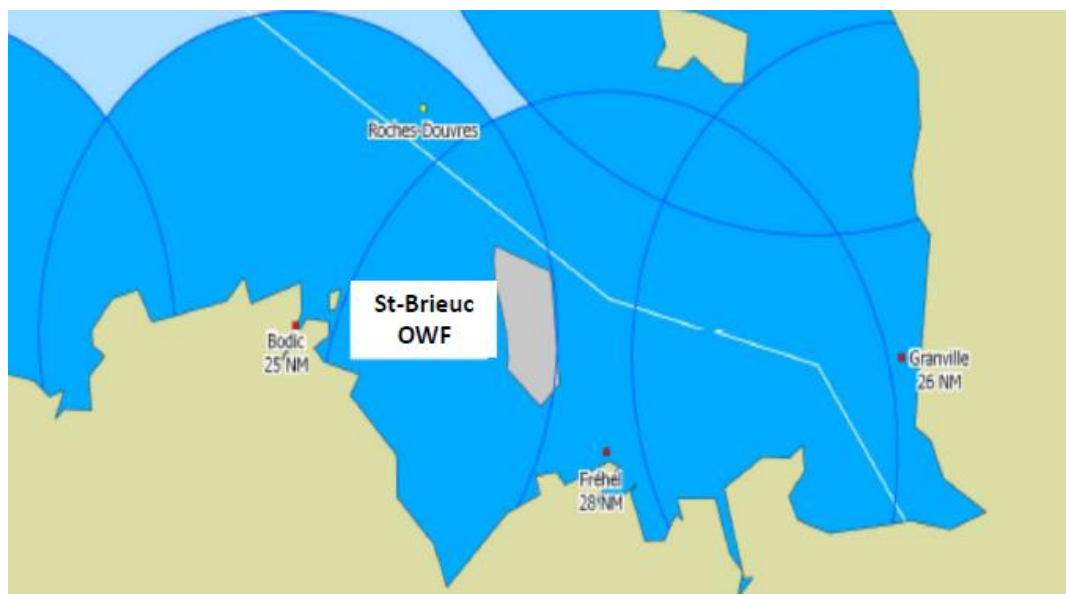 Roches-Douvres
St-Brieuc
OWF
Bodic
25 NM
Granville
26 NM
Fréhel
28 NM